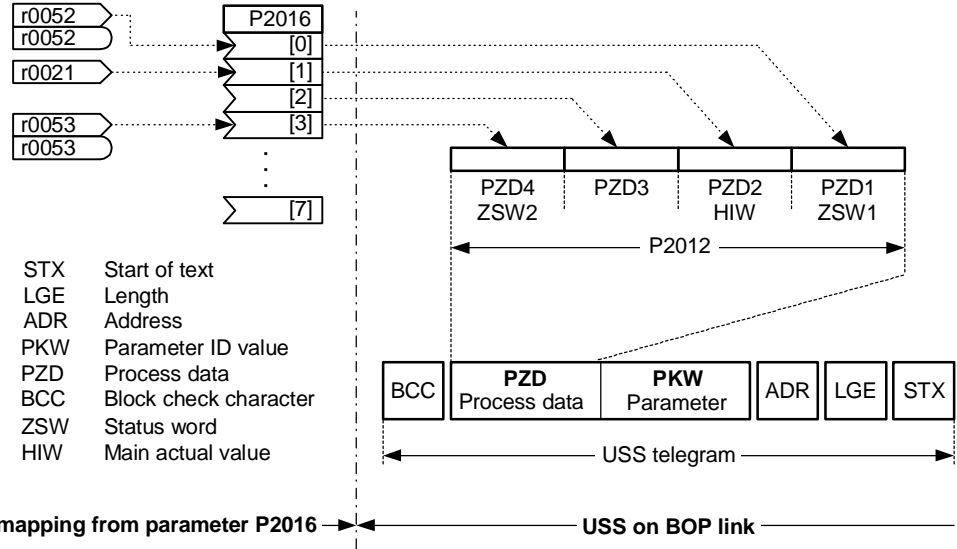 r0052
r0052
r0021
r0053
r0053
P2016
[0]
[1]
[2]
[3]
[7]
PZD4 PZD3 PZD2 PZD1
ZSW2 HIW ZSW1
P2012
STX Start of text
LGE Length
ADR Address
PKW Parameter ID value
PZD Process data
BCC Block check character
ZSW Status word
HIW Main actual value
BCC PZD PKW ADR LGE STX
Process data Parameter
USS telegram
mapping from parameter P2016 USS on BOP link